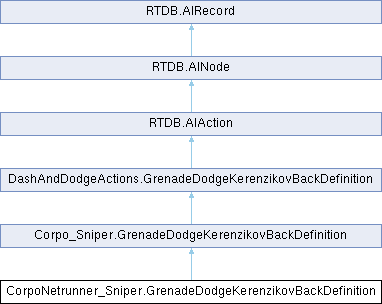 RTDB.AIRecord
RTDB.AINode
RTDB.AIAction
DashAndDodgeActions.GrenadeDodgeKerenzikovBackDefinition
Corpo_Sniper.GrenadeDodgeKerenzikovBackDefinition
CorpoNetrunner_Sniper.GrenadeDodgeKerenzikovBackDefinition